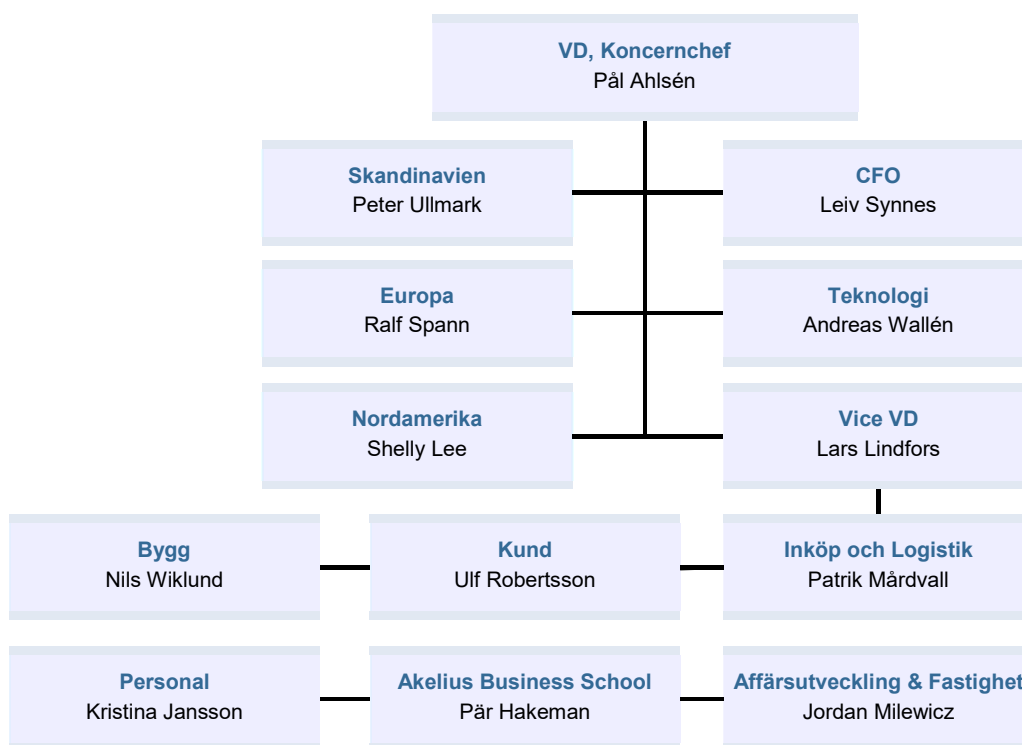 VD, Koncernchef
Pål Ahlsén
Skandinavien
Peter Ullmark
CFO
Leiv Synnes
Europa
Ralf Spann
Teknologi
Andreas Wallén
Nordamerika
Shelly Lee
Vice VD
Lars Lindfors
Bygg
Nils Wiklund
Kund
Ulf Robertsson
Inköp och Logistik
Patrik Mårdvall
Personal
Kristina Jansson
Akelius Business School
Pär Hakeman
Affärsutveckling & Fastighet
Jordan Milewicz